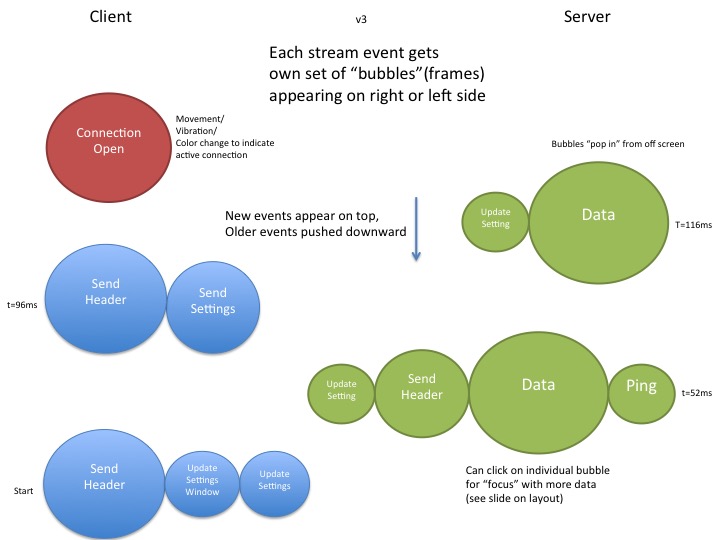 Client
v3
Server
Each stream event gets
own set of “bubbles”(frames)
appearing on right or left side
Connection
Open
Movement/
Vibration/
Color change to indicate
active connection
Bubbles “pop in” from off screen
Update
Setting
Data
T=116ms
New events appear on top,
Older events pushed downward
t=96ms
Send
Header
Send
Settings
Update
Setting
Send
Header
Data
Ping
t=52ms
Can click on individual bubble
for “focus” with more data
(see slide on layout)
Start
Send
Header
Update
Settings
Window
Update
Settings